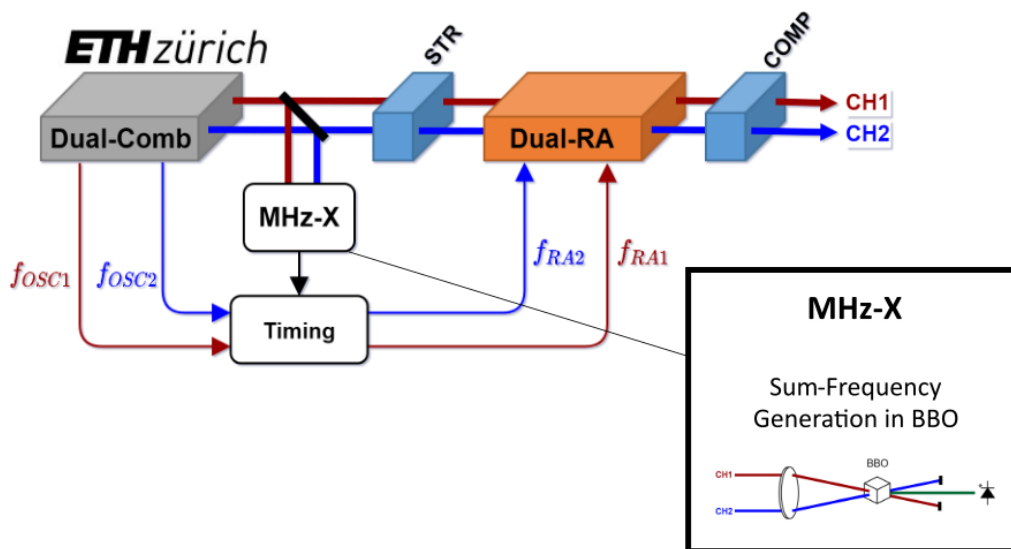 ETH zürich
STR
COMP
Dual-Comb
Dual-RA
CH1
CH2
MHz-X
fOSC1
fOSC2
fRA2
fRA1
Timing
MHz-X
Sum-Frequency
Generation in BBO
BBO
CH1
CH2